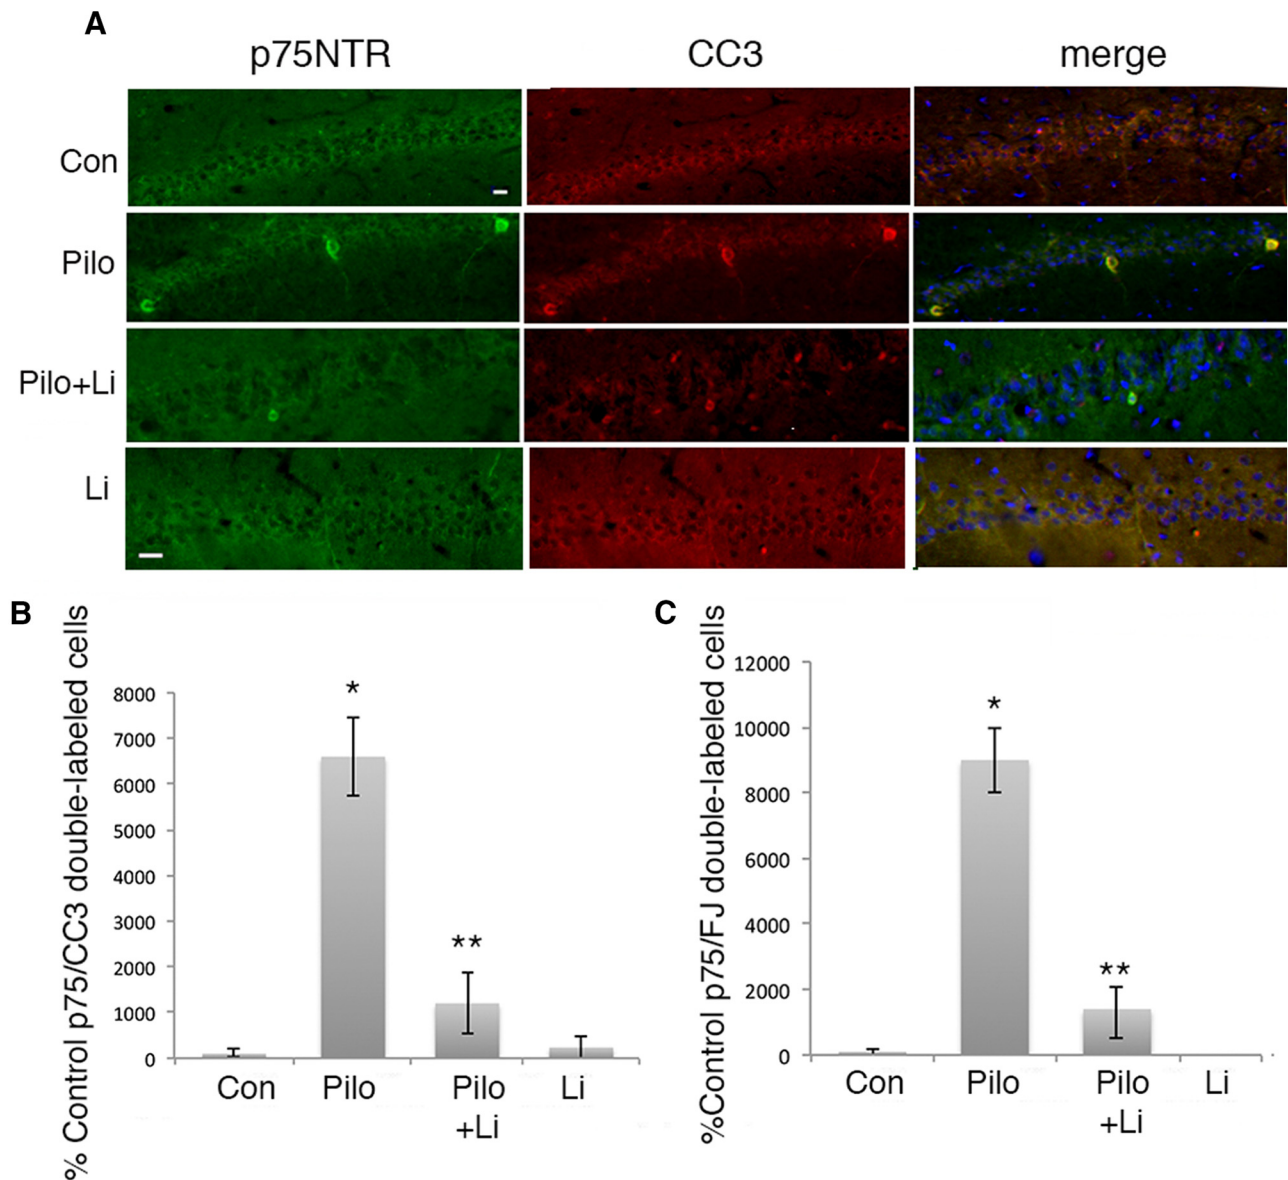 A
p75NTR CC3 merge
Con
Pilo
Pilo+Li
Li
B
% Control p75/CC3 double-labeled cells
8000
7000
6000
5000
4000
3000
2000
1000
0
*
**
Con Pilo Pilo Li
+Li
C
%Control p75/FJ double-labeled cells
12000
10000
8000
6000
4000
2000
0
*
**
Con Pilo Pilo Li
+Li